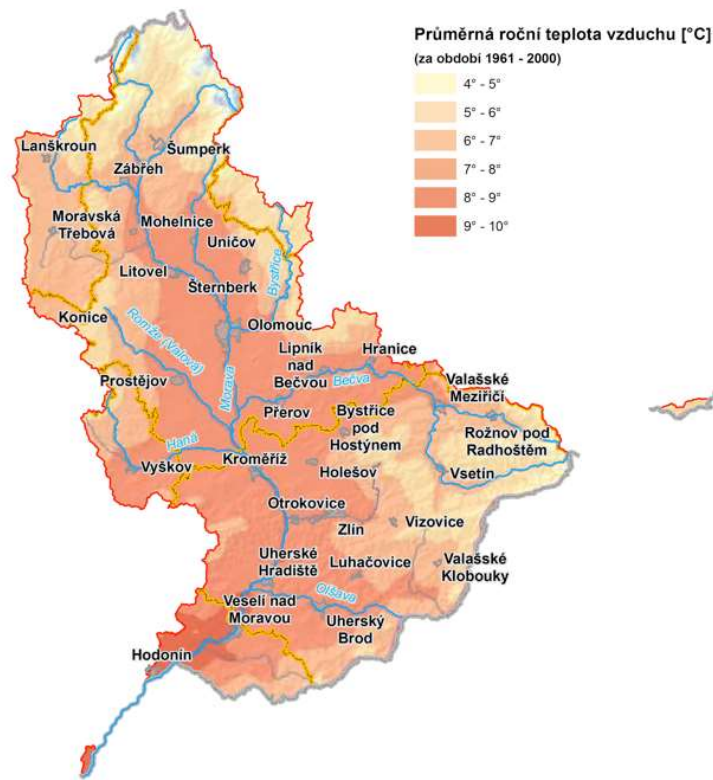 Průměrná roční teplota vzduchu [°C]
(za období 1961 - 2000)
4° - 5°
5° - 6°
6° - 7°
7° - 8°
8° - 9°
9° - 10°
Lanškroun
Šumperk
Zábřeh
Moravská
Třebová
Mohelnice
Uničov
Litovel
Šternberk
Bystřice
Konice
Romže (Valová)
Olomouc
Lipník
nad
Bečvou
Hranice
Prostějov
Morava
Bečva
Valašské
Meziříčí
Přerov
Bystřice
pod
Hostýnem
Rožnov pod
Radhoštěm
Haná
Vyškov
Kroměříž
Holešov
Vsetín
Otrokovice
Zlín
Vizovice
Uherské
Hradiště
Luhačovice
Valašské
Klobouky
Olšava
Veselí nad
Moravou
Uherský
Brod
Hodonín